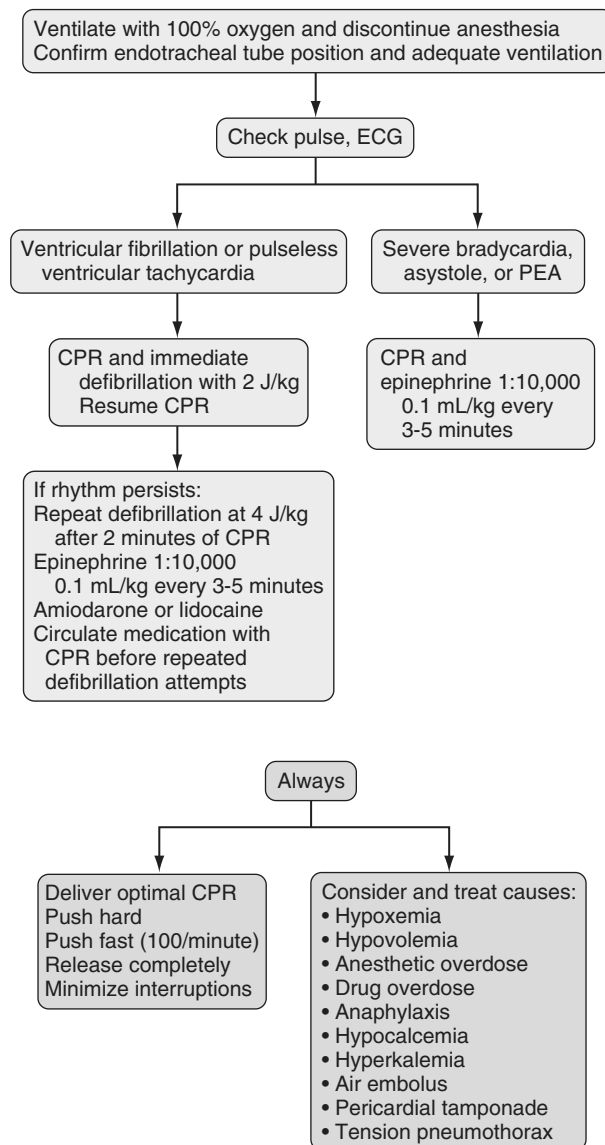 Ventilate with 100% oxygen and discontinue anesthesia
Confirm endotracheal tube position and adequate ventilation
Check pulse, ECG
Ventricular fibrillation or pulseless
ventricular tachycardia
Severe bradycardia,
asystole, or PEA
CPR and immediate
defibrillation with 2 J/kg
Resume CPR
CPR and
epinephrine 1:10,000
0.1 mL/kg every
3-5 minutes
If rhythm persists:
Repeat defibrillation at 4 J/kg
after 2 minutes of CPR
Epinephrine 1:10,000
0.1 mL/kg every 3-5 minutes
Amiodarone or lidocaine
Circulate medication with
CPR before repeated
defibrillation attempts
Always
Deliver optimal CPR
Push hard
Push fast (100/minute)
Release completely
Minimize interruptions
Consider and treat causes:
• Hypoxemia
• Hypovolemia
• Anesthetic overdose
• Drug overdose
• Anaphylaxis
• Hypocalcemia
• Hyperkalemia
• Air embolus
• Pericardial tamponade
• Tension pneumothorax